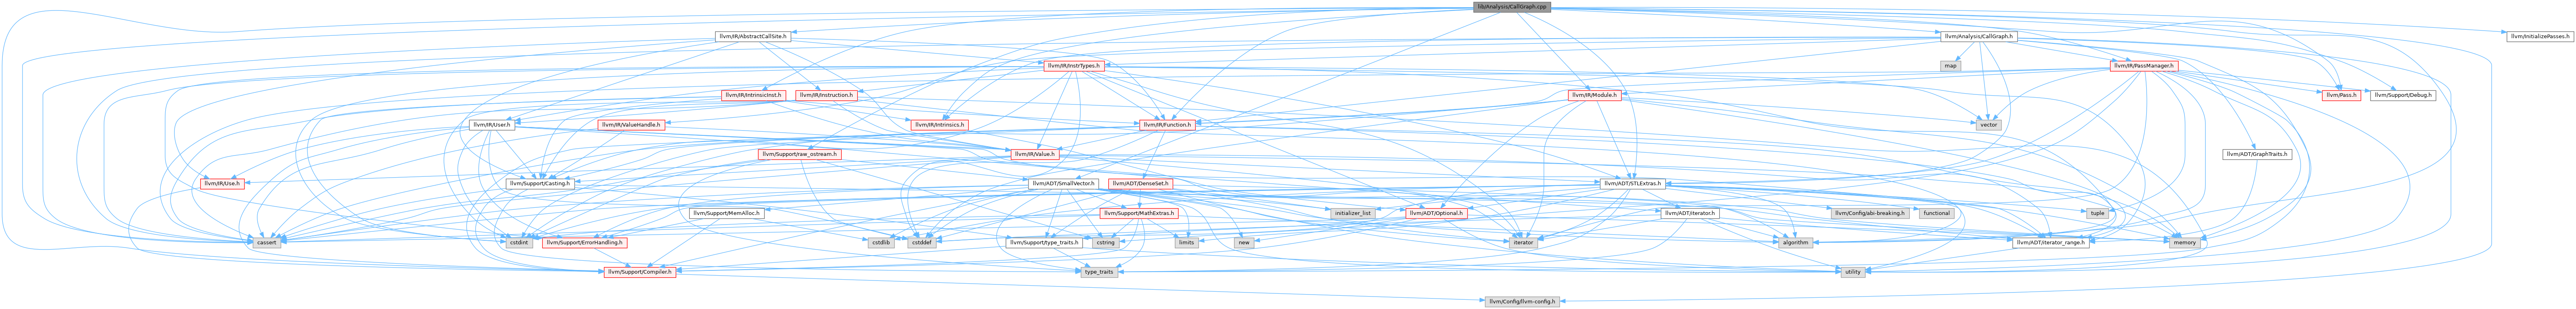 lib/Analysis/CallGraph.cpp
llvm/IR/AbstractCallSite.h
llvm/Analysis/CallGraph.h
llvm/InitializePasses.h
llvm/IR/InstrTypes.h
map
llvm/IR/PassManager.h
llvm/IR/IntrinsicInst.h
llvm/IR/Instruction.h
llvm/IR/Module.h
llvm/Pass.h
llvm/Support/Debug.h
llvm/IR/User.h
llvm/IR/ValueHandle.h
llvm/IR/Intrinsics.h
llvm/IR/Function.h
vector
llvm/Support/raw_ostream.h
llvm/IR/Value.h
llvm/ADT/GraphTraits.h
llvm/IR/Use.h
llvm/Support/Casting.h
llvm/ADT/SmallVector.h
llvm/ADT/DenseSet.h
llvm/ADT/STLExtras.h
llvm/Support/MemAlloc.h
llvm/Support/MathExtras.h
initializer_list
llvm/ADT/Optional.h
llvm/ADT/iterator.h
llvm/Config/abi-breaking.h
functional
tuple
cassert
cstdint
llvm/Support/ErrorHandling.h
cstdlib
cstddef
llvm/Support/type_traits.h
cstring
limits
new
iterator
algorithm
llvm/ADT/iterator_range.h
memory
llvm/Support/Compiler.h
type_traits
utility
llvm/Config/llvm-config.h